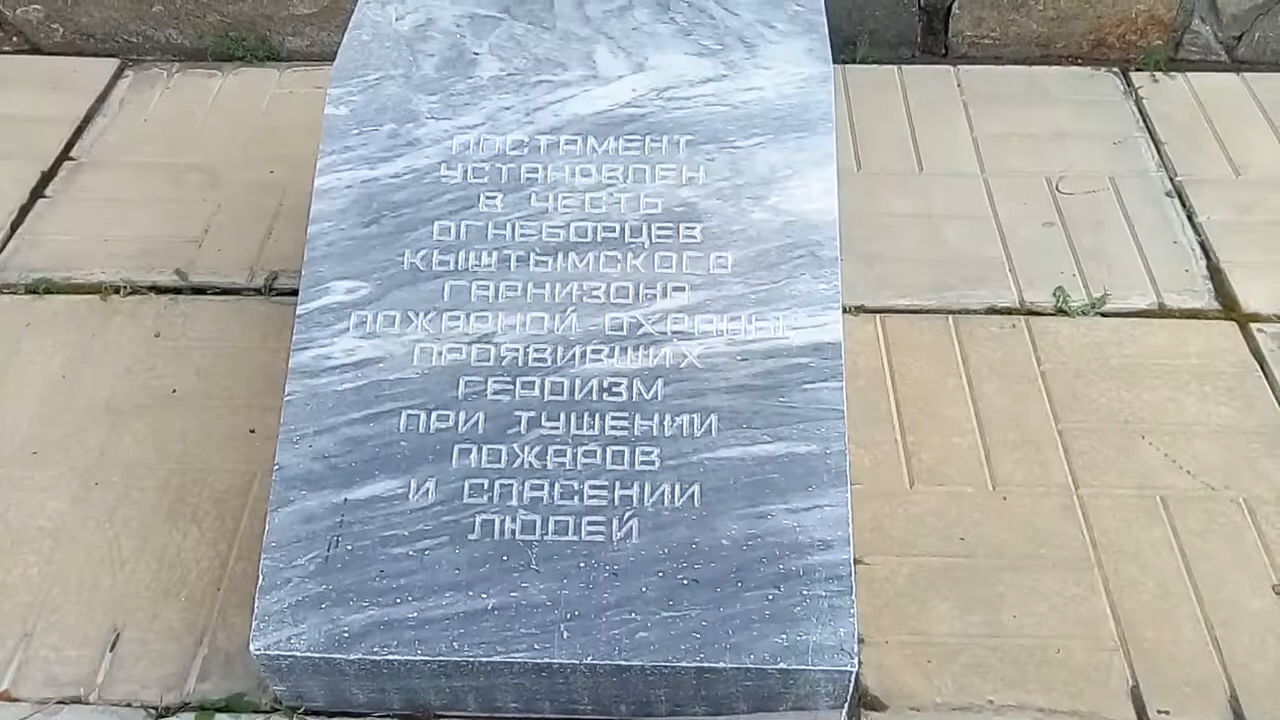 ПОСТАМЕНТ
УСТАНОВЛЕН
В ЧЕСТЬ
ОГНЕБОРЦЕВ
КЫШТЫМСКОГО
ГАРНИЗОНА
ПОЖАРНОЙ ОХРАНЫ,
ПРОЯВИВШИХ
ГЕРОИЗМ
ПРИ ТУШЕНИИ
ПОЖАРОВ
И СПАСЕНИИ
ЛЮДЕЙ